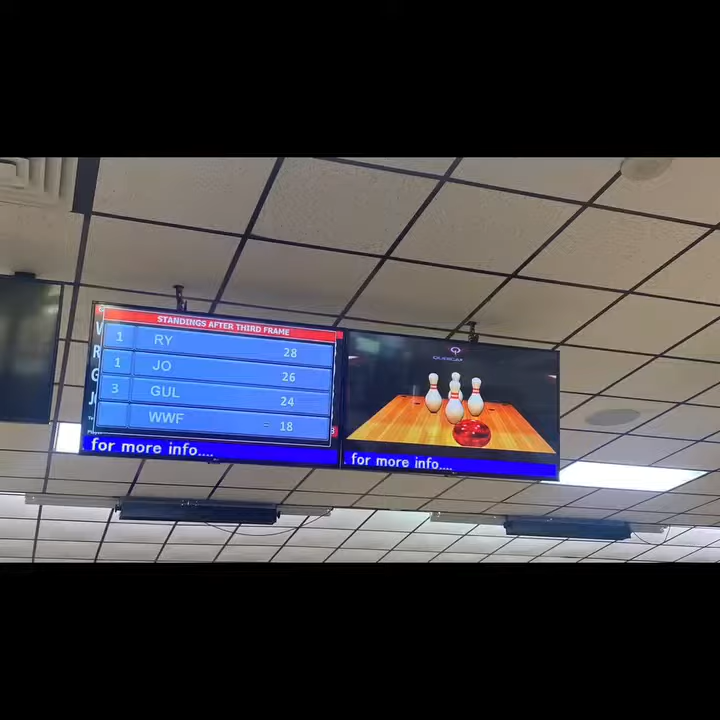 STANDINGS AFTER THIRD FRAME
1 RY 28
1 JO 26
3 GUL 24
WWF = 18
for more info....
QUBICAAMF
for more info....